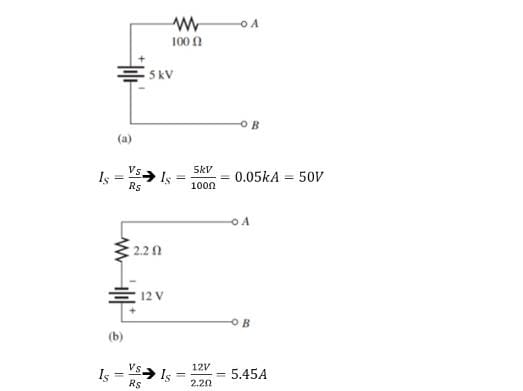 A
100 Ω
+
5 kV
−
B
(a)
I_S = V_S/R_S ➔ I_S = 5kV/100Ω = 0.05kA = 50V
A
2.2 Ω
−
12 V
+
B
(b)
I_S = V_S/R_S ➔ I_S = 12V/2.2Ω = 5.45A